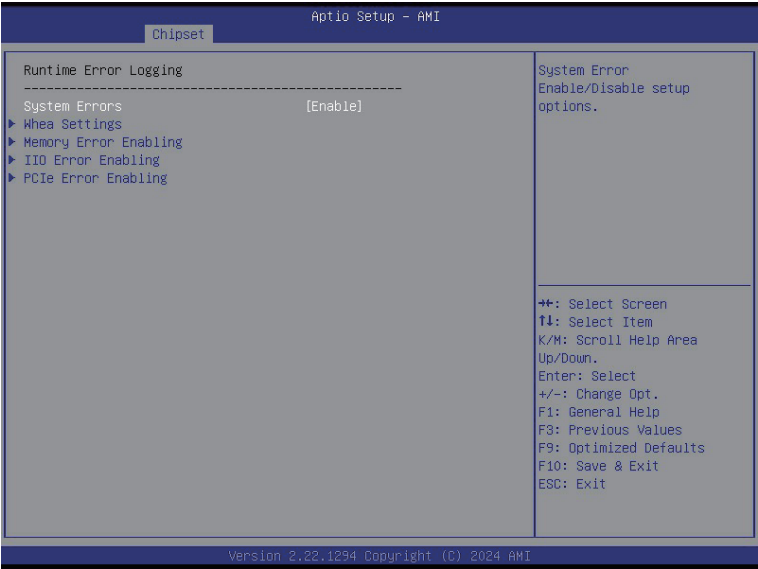 Aptio Setup – AMI
Chipset
Runtime Error Logging
--------------------------------------------------
System Errors [Enable]
Whea Settings
Memory Error Enabling
IIO Error Enabling
PCIe Error Enabling
System Error
Enable/Disable setup
options.
→←: Select Screen
↑↓: Select Item
K/M: Scroll Help Area
Up/Down.
Enter: Select
+/-: Change Opt.
F1: General Help
F3: Previous Values
F9: Optimized Defaults
F10: Save & Exit
ESC: Exit
Version 2.22.1294 Copyright (C) 2024 AMI